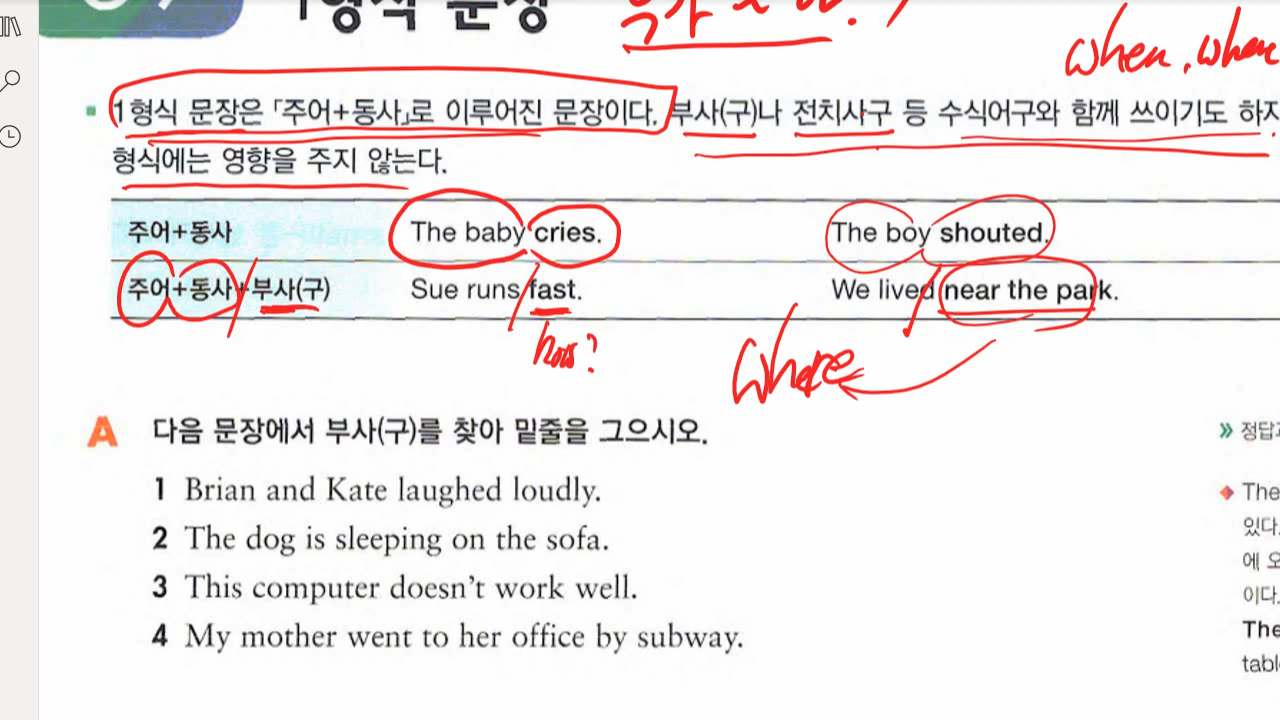 1형식 문장
when, where
1형식 문장은 「주어+동사」로 이루어진 문장이다. 부사(구)나 전치사구 등 수식어구와 함께 쓰이기도 하지
형식에는 영향을 주지 않는다.
주어+동사 The baby cries. The boy shouted.
주어+동사+부사(구) Sue runs fast. We lived near the park.
how?
where
A 다음 문장에서 부사(구)를 찾아 밑줄을 그으시오.
» 정답과
1 Brian and Kate laughed loudly.
The
2 The dog is sleeping on the sofa.
있다.
에 오
3 This computer doesn't work well.
이다.
4 My mother went to her office by subway.
The
table